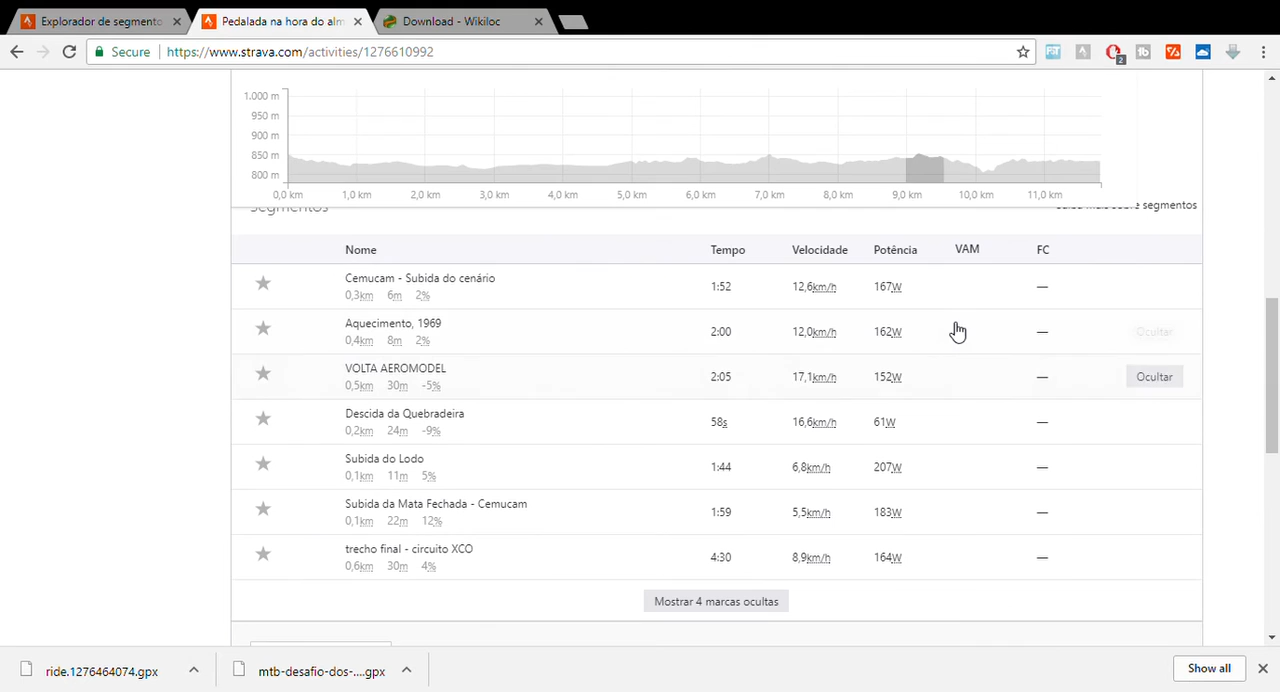 Explorador de segmento
Pedalada na hora do alm
Download - Wikiloc
Secure https://www.strava.com/activities/1276610992
1.000 m
950 m
900 m
850 m
800 m
0,0 km 1,0 km 2,0 km 3,0 km 4,0 km 5,0 km 6,0 km 7,0 km 8,0 km 9,0 km 10,0 km 11,0 km
Segmentos
segmentos
Nome Tempo Velocidade Potência VAM FC
Cemucam - Subida do cenário
0,3km 6m 2%
1:52 12,6km/h 167W —
Aquecimento, 1969
0,4km 8m 2%
2:00 12,0km/h 162W — Ocultar
VOLTA AEROMODEL
0,5km 30m -5%
2:05 17,1km/h 152W — Ocultar
Descida da Quebradeira
0,2km 24m -9%
58s 16,6km/h 61W —
Subida do Lodo
0,1km 11m 5%
1:44 6,8km/h 207W —
Subida da Mata Fechada - Cemucam
0,1km 22m 12%
1:59 5,5km/h 183W —
trecho final - circuito XCO
0,6km 30m 4%
4:30 8,9km/h 164W —
Mostrar 4 marcas ocultas
ride.1276464074.gpx
mtb-desafio-dos-....gpx
Show all